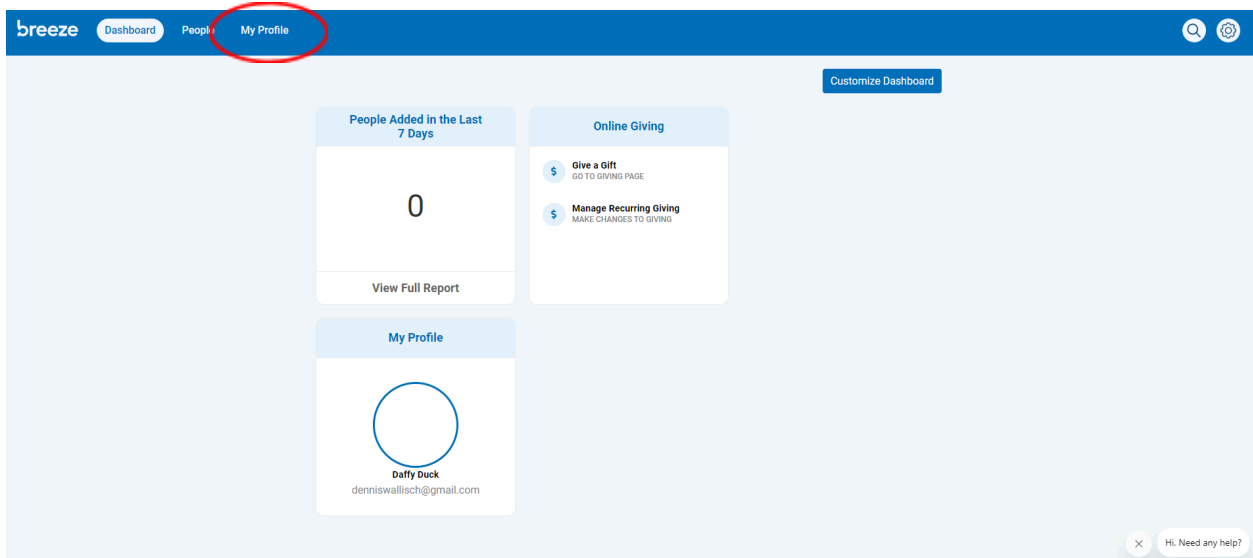 breeze Dashboard People My Profile
Customize Dashboard
People Added in the Last
7 Days
0
View Full Report
Online Giving
$ Give a Gift
GO TO GIVING PAGE
$ Manage Recurring Giving
MAKE CHANGES TO GIVING
My Profile
Daffy Duck
denniswallisch@gmail.com
Hi. Need any help?